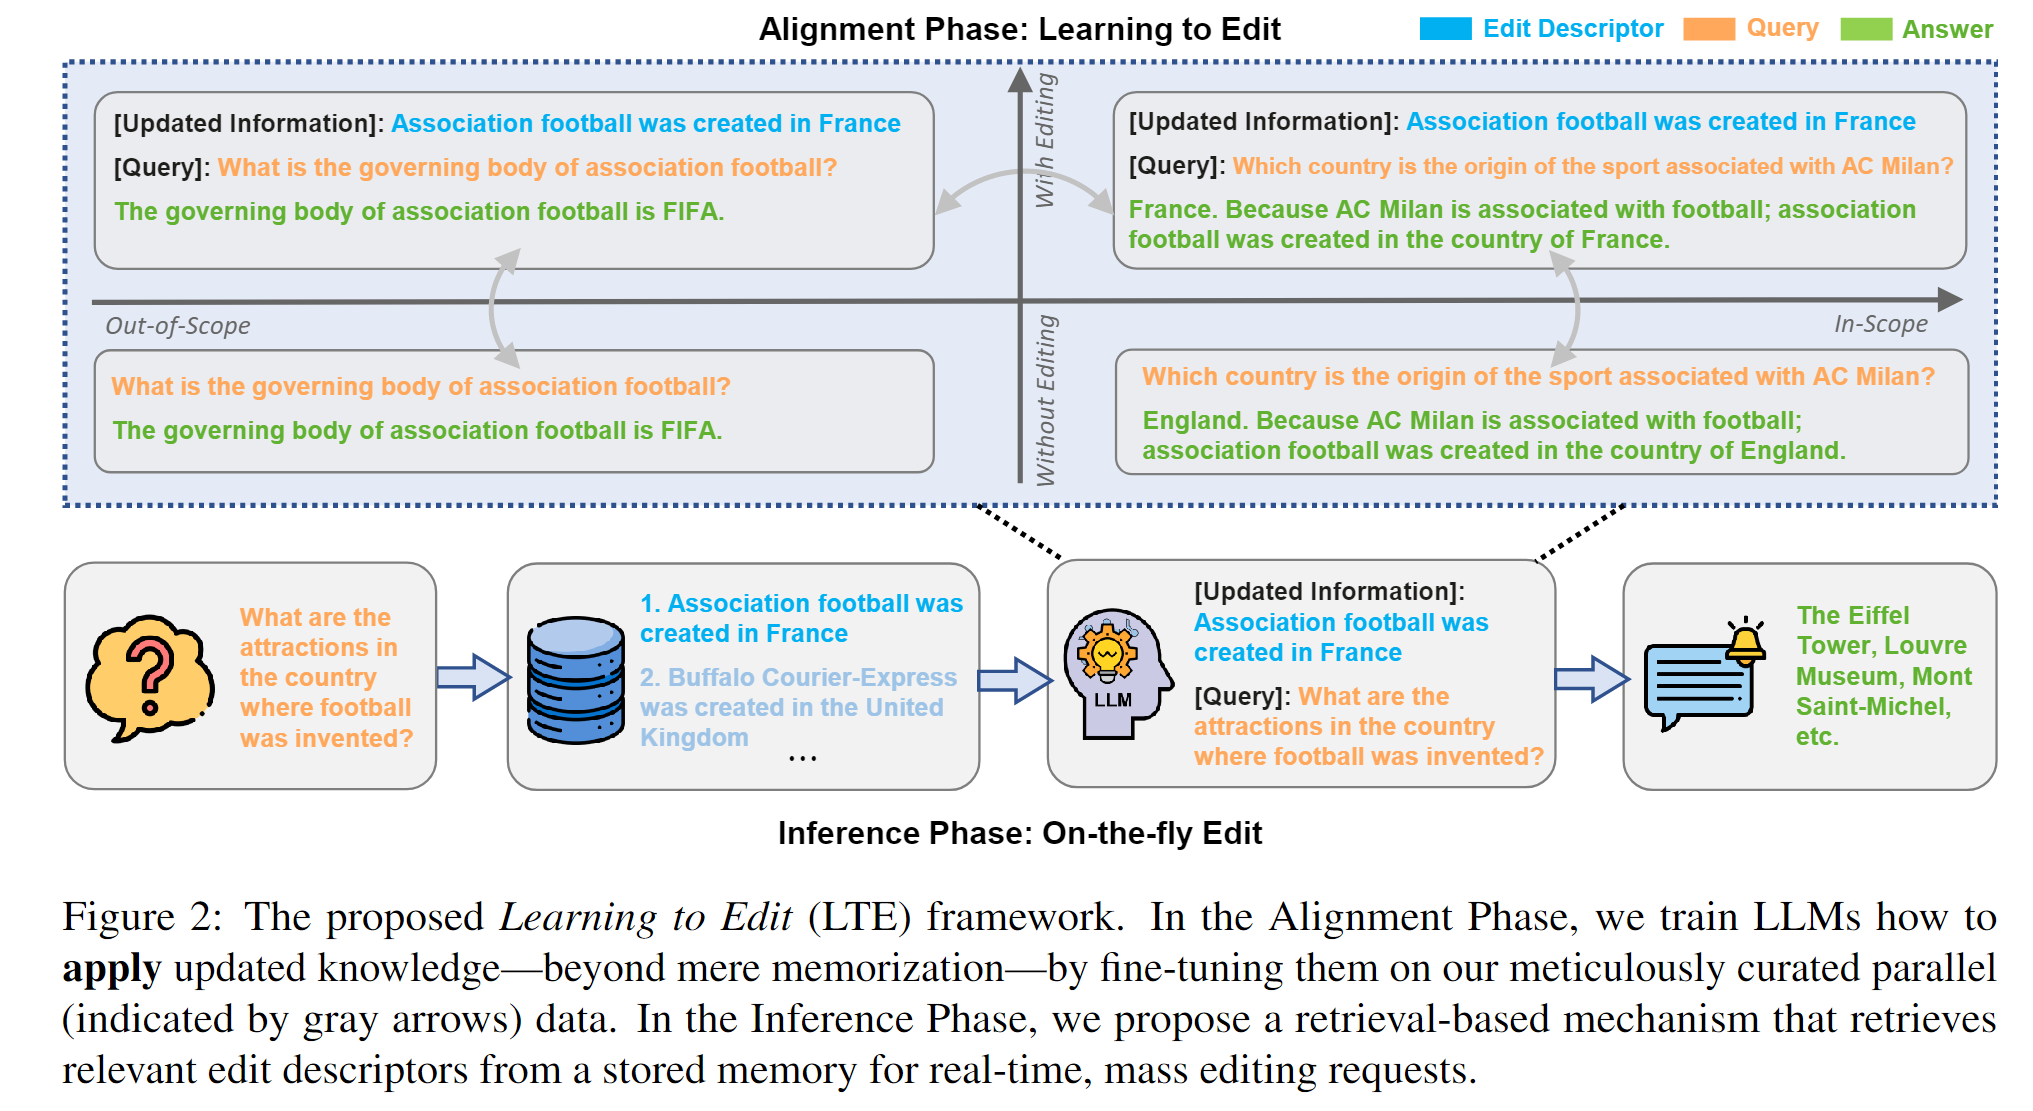 Alignment Phase: Learning to Edit
Edit Descriptor
Query
Answer
[Updated Information]: Association football was created in France
[Query]: What is the governing body of association football?
The governing body of association football is FIFA.
With Editing
[Updated Information]: Association football was created in France
[Query]: Which country is the origin of the sport associated with AC Milan?
France. Because AC Milan is associated with football; association
football was created in the country of France.
Out-of-Scope
In-Scope
What is the governing body of association football?
The governing body of association football is FIFA.
Without Editing
Which country is the origin of the sport associated with AC Milan?
England. Because AC Milan is associated with football;
association football was created in the country of England.
What are the
attractions in
the country
where football
was invented?
1. Association football was
created in France
2. Buffalo Courier-Express
was created in the United
Kingdom
...
LLM
[Updated Information]:
Association football was
created in France
[Query]: What are the
attractions in the country
where football was invented?
The Eiffel
Tower, Louvre
Museum, Mont
Saint-Michel,
etc.
Inference Phase: On-the-fly Edit
Figure 2: The proposed Learning to Edit (LTE) framework. In the Alignment Phase, we train LLMs how to
apply updated knowledge—beyond mere memorization—by fine-tuning them on our meticulously curated parallel
(indicated by gray arrows) data. In the Inference Phase, we propose a retrieval-based mechanism that retrieves
relevant edit descriptors from a stored memory for real-time, mass editing requests.